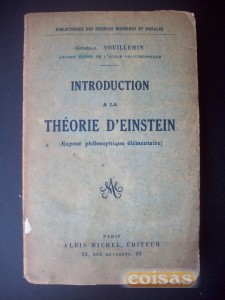 BIBLIOTHÈQUE DES SCIENCES MODERNES ET SOCIALES
GÉNÉRAL VOUILLEMIN
ANCIEN ÉLÈVE DE L'ÉCOLE POLYTECHNIQUE
INTRODUCTION
A LA
THÉORIE D'EINSTEIN
(Exposé philosophique élémentaire)
PARIS
ALBIN MICHEL, ÉDITEUR
22, RUE HUYGHENS, 22
coisas